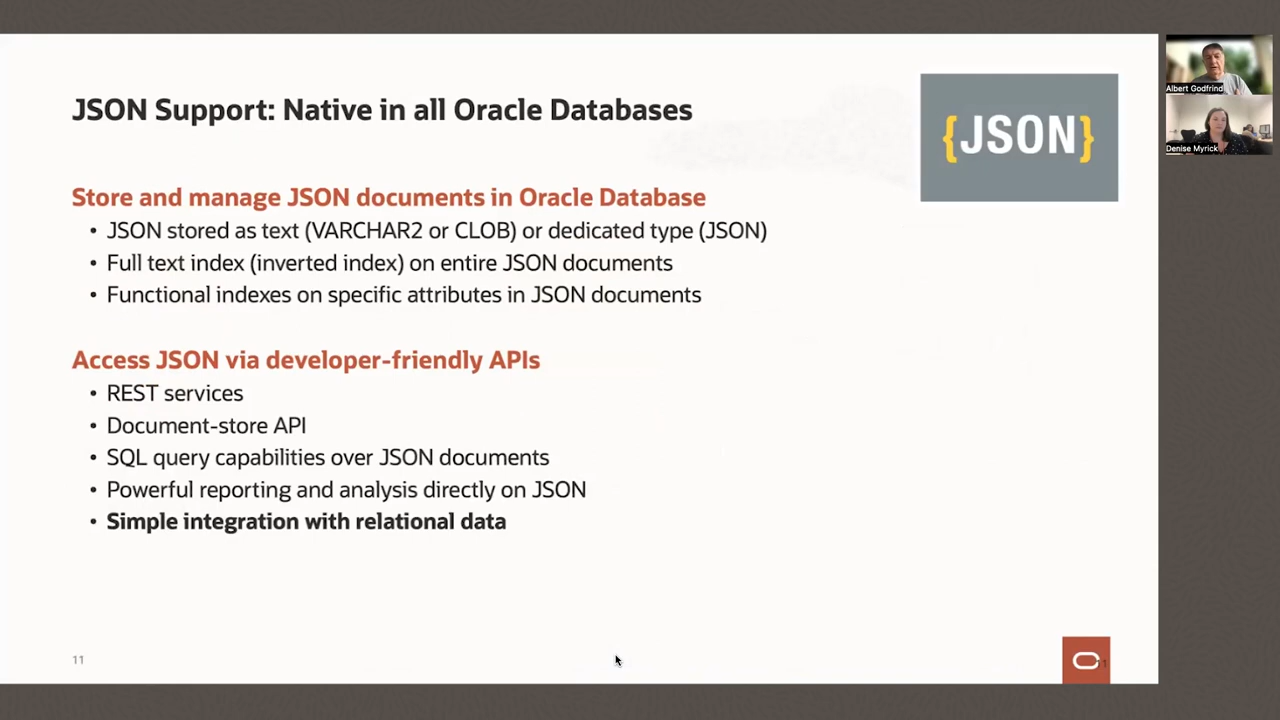 JSON Support: Native in all Oracle Databases
{JSON}
Albert Godfrind
Denise Myrick
Store and manage JSON documents in Oracle Database
• JSON stored as text (VARCHAR2 or CLOB) or dedicated type (JSON)
• Full text index (inverted index) on entire JSON documents
• Functional indexes on specific attributes in JSON documents
Access JSON via developer-friendly APIs
• REST services
• Document-store API
• SQL query capabilities over JSON documents
• Powerful reporting and analysis directly on JSON
• Simple integration with relational data
11